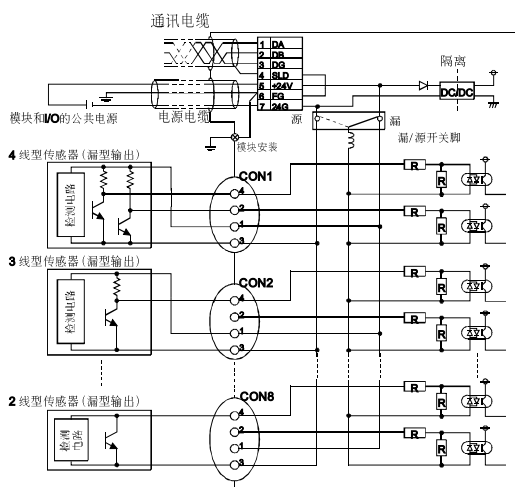 通讯电缆
1 DA
2 DB
3 DG
4 SLD
5 +24V
6 FG
7 24G
隔离
DC/DC
模块和I/O的公共电源
电源电缆
源
漏
漏/源开关脚
模块安装
4 线型传感器(漏型输出)
CON1
检测电路
4
2
1
3
R
R
R
R
3 线型传感器(漏型输出)
CON2
检测电路
4
2
1
3
R
R
R
R
2 线型传感器(漏型输出)
CON8
检测电路
4
2
1
3
R
R
R
R